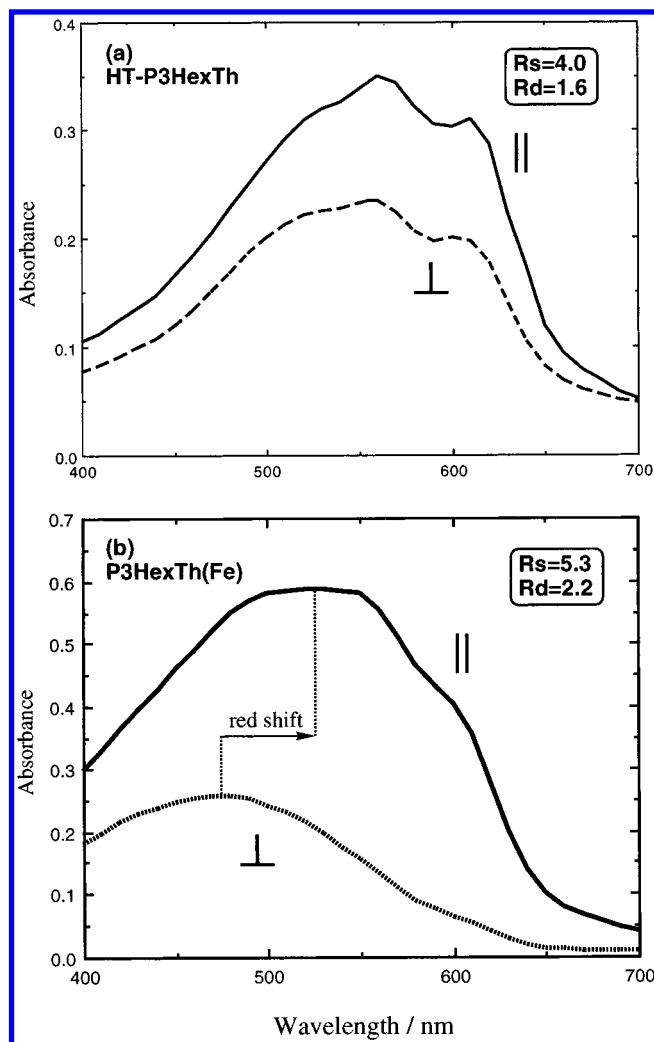 (a)
HT-P3HexTh
Rs=4.0
Rd=1.6
||
⊥
Absorbance
0.4
0.3
0.2
0.1
0.0
400
500
600
700
(b)
P3HexTh(Fe)
Rs=5.3
Rd=2.2
||
red shift
⊥
Absorbance
0.7
0.6
0.5
0.4
0.3
0.2
0.1
0.0
400
500
600
700
Wavelength / nm